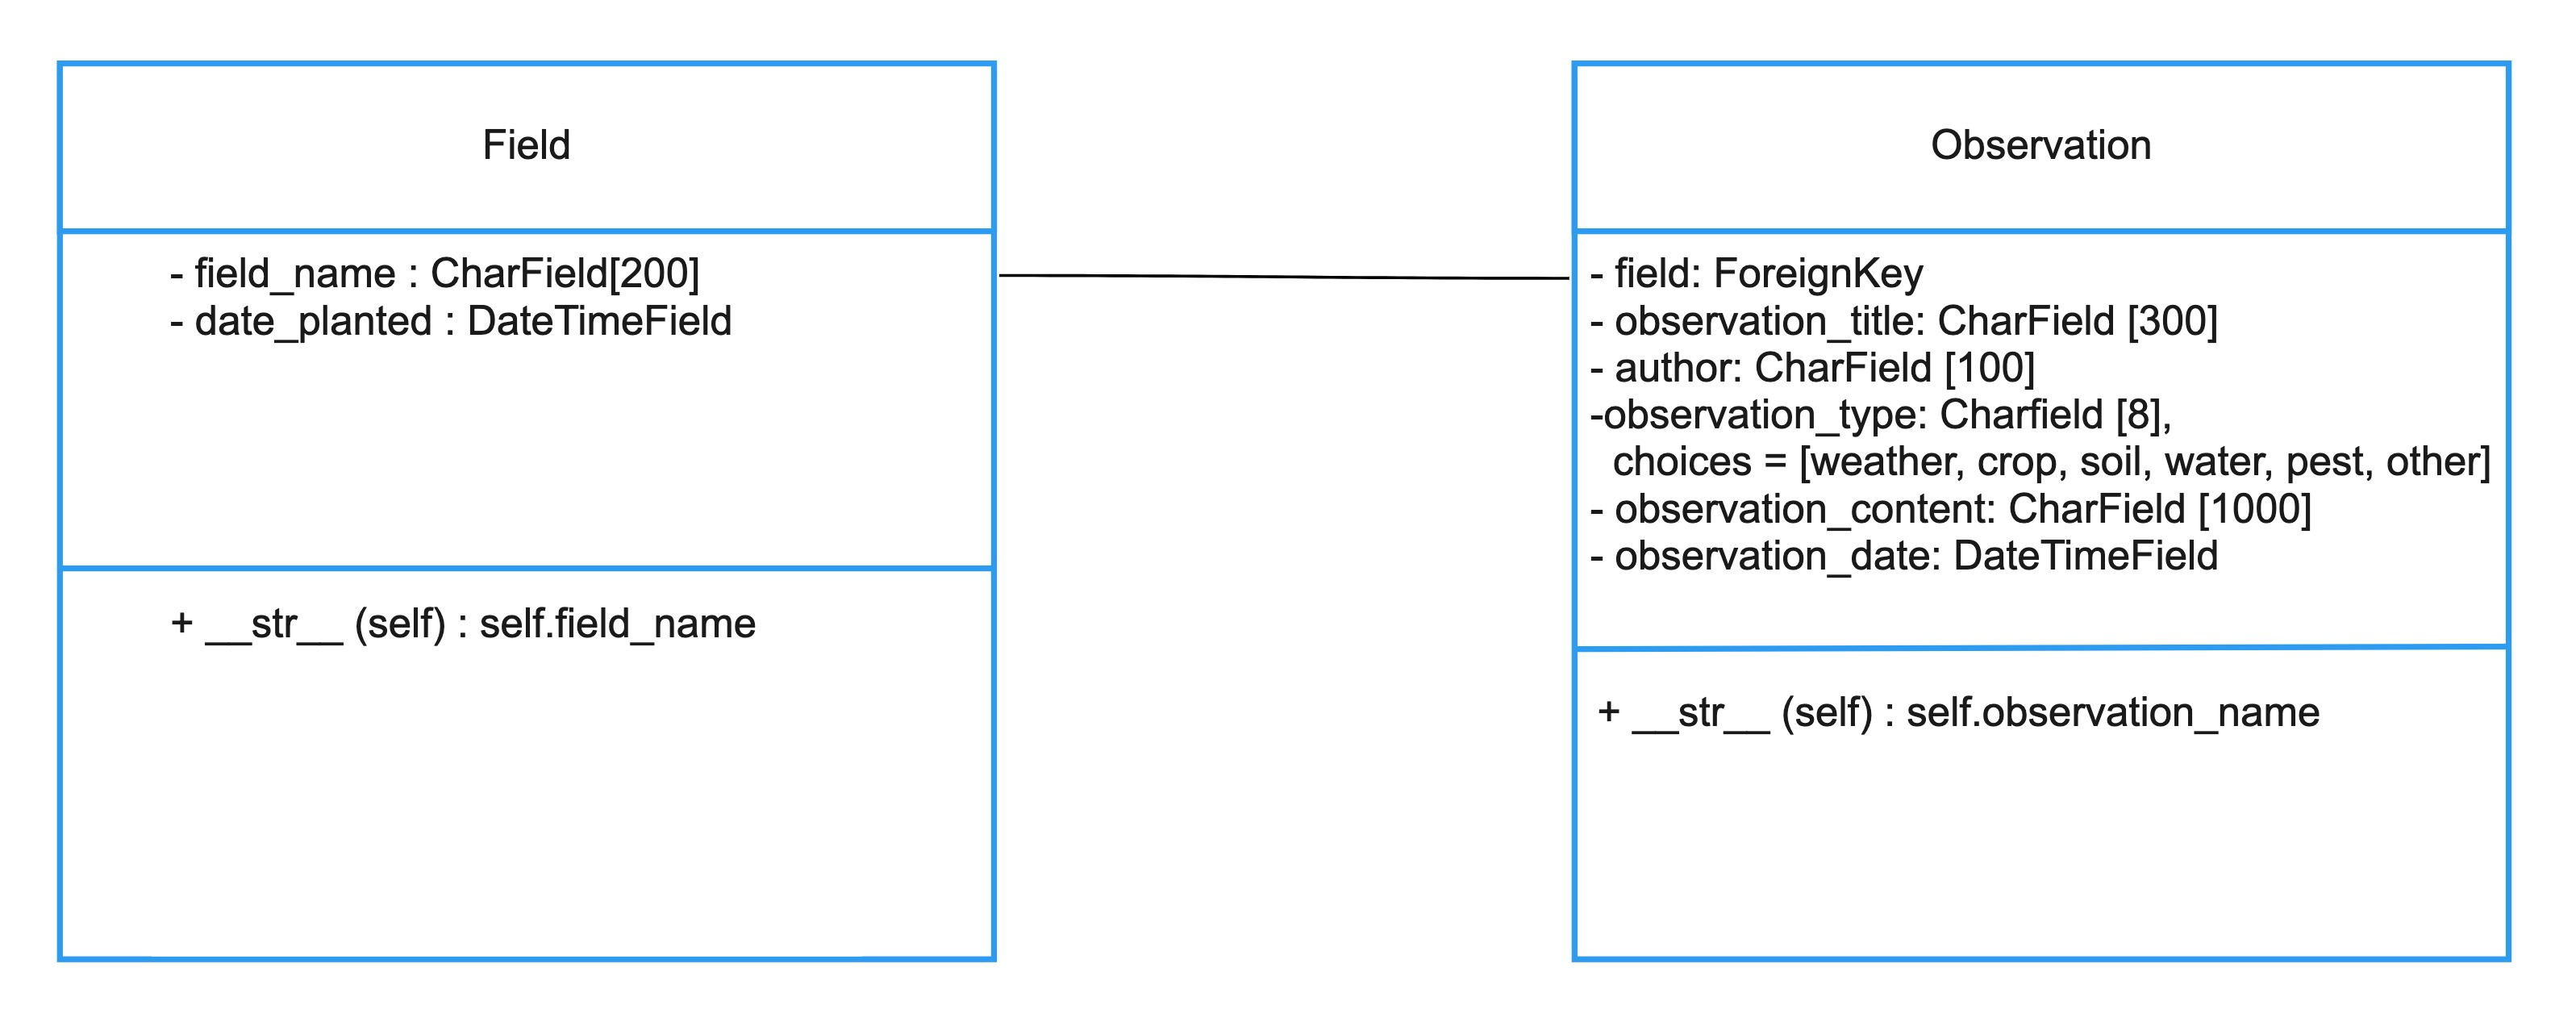 Field
- field_name : CharField[200]
- date_planted : DateTimeField
+ __str__ (self) : self.field_name
Observation
- field: ForeignKey
- observation_title: CharField [300]
- author: CharField [100]
-observation_type: Charfield [8],
choices = [weather, crop, soil, water, pest, other]
- observation_content: CharField [1000]
- observation_date: DateTimeField
+ __str__ (self) : self.observation_name